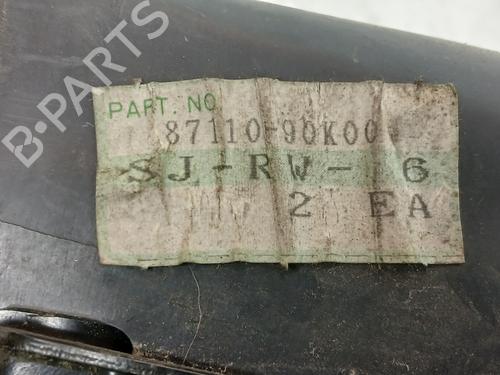 PART. NO
87110-90K00
SJ-RW- 6
2 EA
B-PARTS